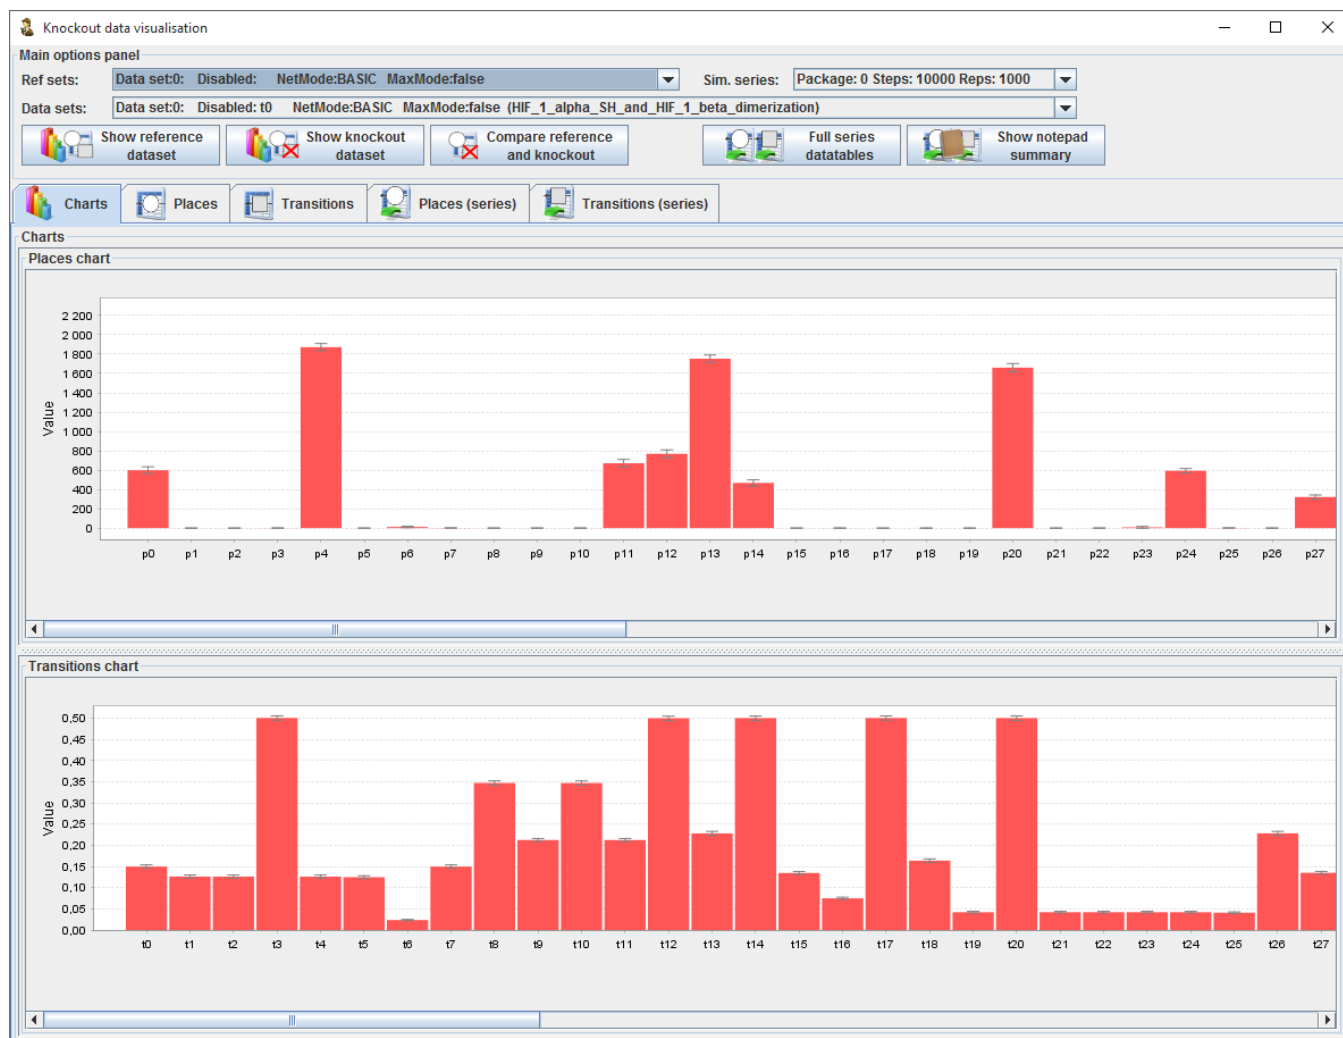 Knockout data visualisation
Main options panel
Ref sets: Data set:0: Disabled: NetMode:BASIC MaxMode:false Sim. series: Package: 0 Steps: 10000 Reps: 1000
Data sets: Data set:0: Disabled: t0 NetMode:BASIC MaxMode:false (HIF_1_alpha_SH_and_HIF_1_beta_dimerization)
Show reference dataset
Show knockout dataset
Compare reference and knockout
Full series datatables
Show notepad summary
Charts Places Transitions Places (series) Transitions (series)
Charts
Places chart
2 200
2 000
1 800
1 600
1 400
1 200
1 000
800
600
400
200
0
Value
p0 p1 p2 p3 p4 p5 p6 p7 p8 p9 p10 p11 p12 p13 p14 p15 p16 p17 p18 p19 p20 p21 p22 p23 p24 p25 p26 p27
Transitions chart
0,50
0,45
0,40
0,35
0,30
0,25
0,20
0,15
0,10
0,05
0,00
Value
t0 t1 t2 t3 t4 t5 t6 t7 t8 t9 t10 t11 t12 t13 t14 t15 t16 t17 t18 t19 t20 t21 t22 t23 t24 t25 t26 t27